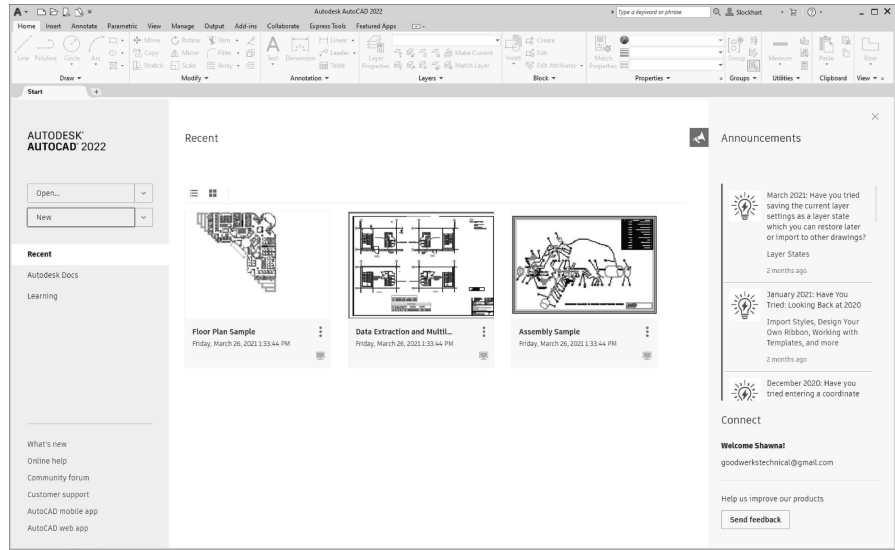 Autodesk AutoCAD 2022
Type a keyword or phrase
Slockhart
Home Insert Annotate Parametric View Manage Output Add-ins Collaborate Express Tools Featured Apps
Move Rotate Trim Linear Make Current Create
Line Polyline Circle Arc Copy Mirror Fillet Text Dimension Leader Layer Properties Insert Edit Match Properties Group Measure Paste Base
Stretch Scale Array Table Match Layer Edit Attributes
Draw Modify Annotation Layers Block Properties Groups Utilities Clipboard View
Start
AUTODESK®
AUTOCAD® 2022
Open...
New
Recent
Autodesk Docs
Learning
What's new
Online help
Community forum
Customer support
AutoCAD mobile app
AutoCAD web app
Recent
Floor Plan Sample
Friday, March 26, 2021 1:33:44 PM
Data Extraction and Multil...
Friday, March 26, 2021 1:33:44 PM
Assembly Sample
Friday, March 26, 2021 1:33:44 PM
Announcements
March 2021: Have you tried
saving the current layer
settings as a layer state
which you can restore later
or import to other drawings?
Layer States
2 months ago
January 2021: Have You
Tried: Looking Back at 2020
Import Styles, Design Your
Own Ribbon, Working with
Templates, and more
2 months ago
December 2020: Have you
tried entering a coordinate
Connect
Welcome Shawna!
goodwerkstechnical@gmail.com
Help us improve our products
Send feedback